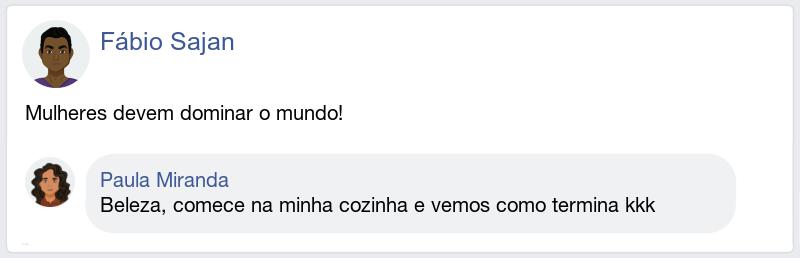 Fábio Sajan
Mulheres devem dominar o mundo!
Paula Miranda
Beleza, comece na minha cozinha e vemos como termina kkk